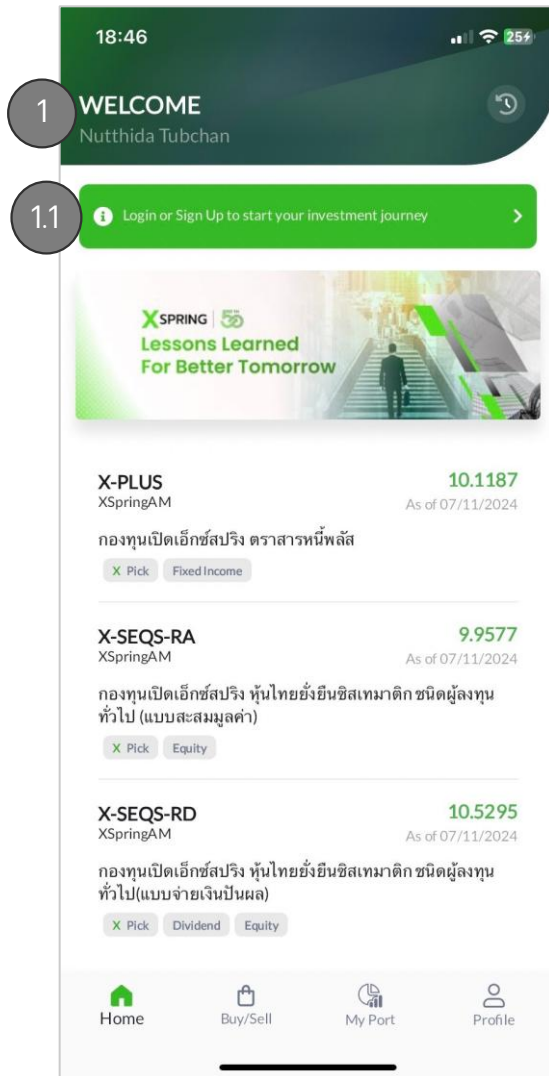 18:46
25
1
WELCOME
Nutthida Tubchan
1.1
Login or Sign Up to start your investment journey
XSPRING
Lessons Learned
For Better Tomorrow
X-PLUS
10.1187
XSpringAM
As of 07/11/2024
กองทุนเปิดเอ็กซ์สปริง ตราสารหนี้พลัส
X Pick
Fixed Income
X-SEQS-RA
9.9577
XSpringAM
As of 07/11/2024
กองทุนเปิดเอ็กซ์สปริง หุ้นไทยยั่งยืนซิสเทมาติก ชนิดผู้ลงทุน
ทั่วไป (แบบสะสมมูลค่า)
X Pick
Equity
X-SEQS-RD
10.5295
XSpringAM
As of 07/11/2024
กองทุนเปิดเอ็กซ์สปริง หุ้นไทยยั่งยืนซิสเทมาติก ชนิดผู้ลงทุน
ทั่วไป(แบบจ่ายเงินปันผล)
X Pick
Dividend
Equity
Home
Buy/Sell
My Port
Profile